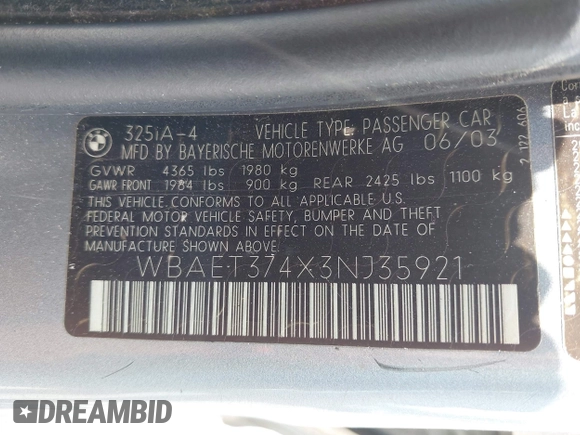 BMW
325iA-4 VEHICLE TYPE: PASSENGER CAR
MFD BY BAYERISCHE MOTORENWERKE AG 06/03
GVWR 4365 lbs 1980 kg
GAWR FRONT 1984 lbs 900 kg REAR 2425 lbs 1100 kg
THIS VEHICLE CONFORMS TO ALL APPLICABLE U.S.
FEDERAL MOTOR VEHICLE SAFETY, BUMPER AND THEFT
PREVENTION STANDARDS IN EFFECT ON THE DATE OF
MANUFACTURE SHOWN ABOVE.
WBAET374X3NJ35921
DREAMBID